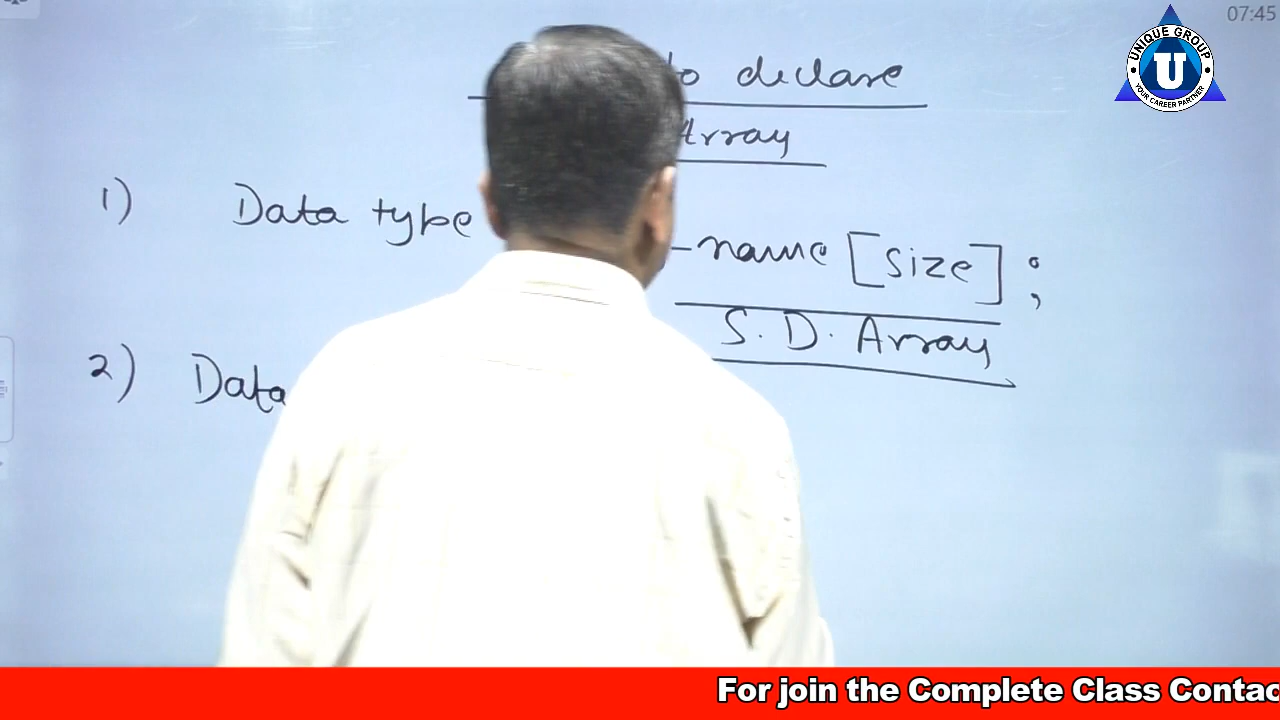 07:45
UNIQUE GROUP
U
YOUR CAREER PARTNER
to declare
Array
1) Data type
-name [size] ;
S. D. Array
2) Data
For join the Complete Class Contac